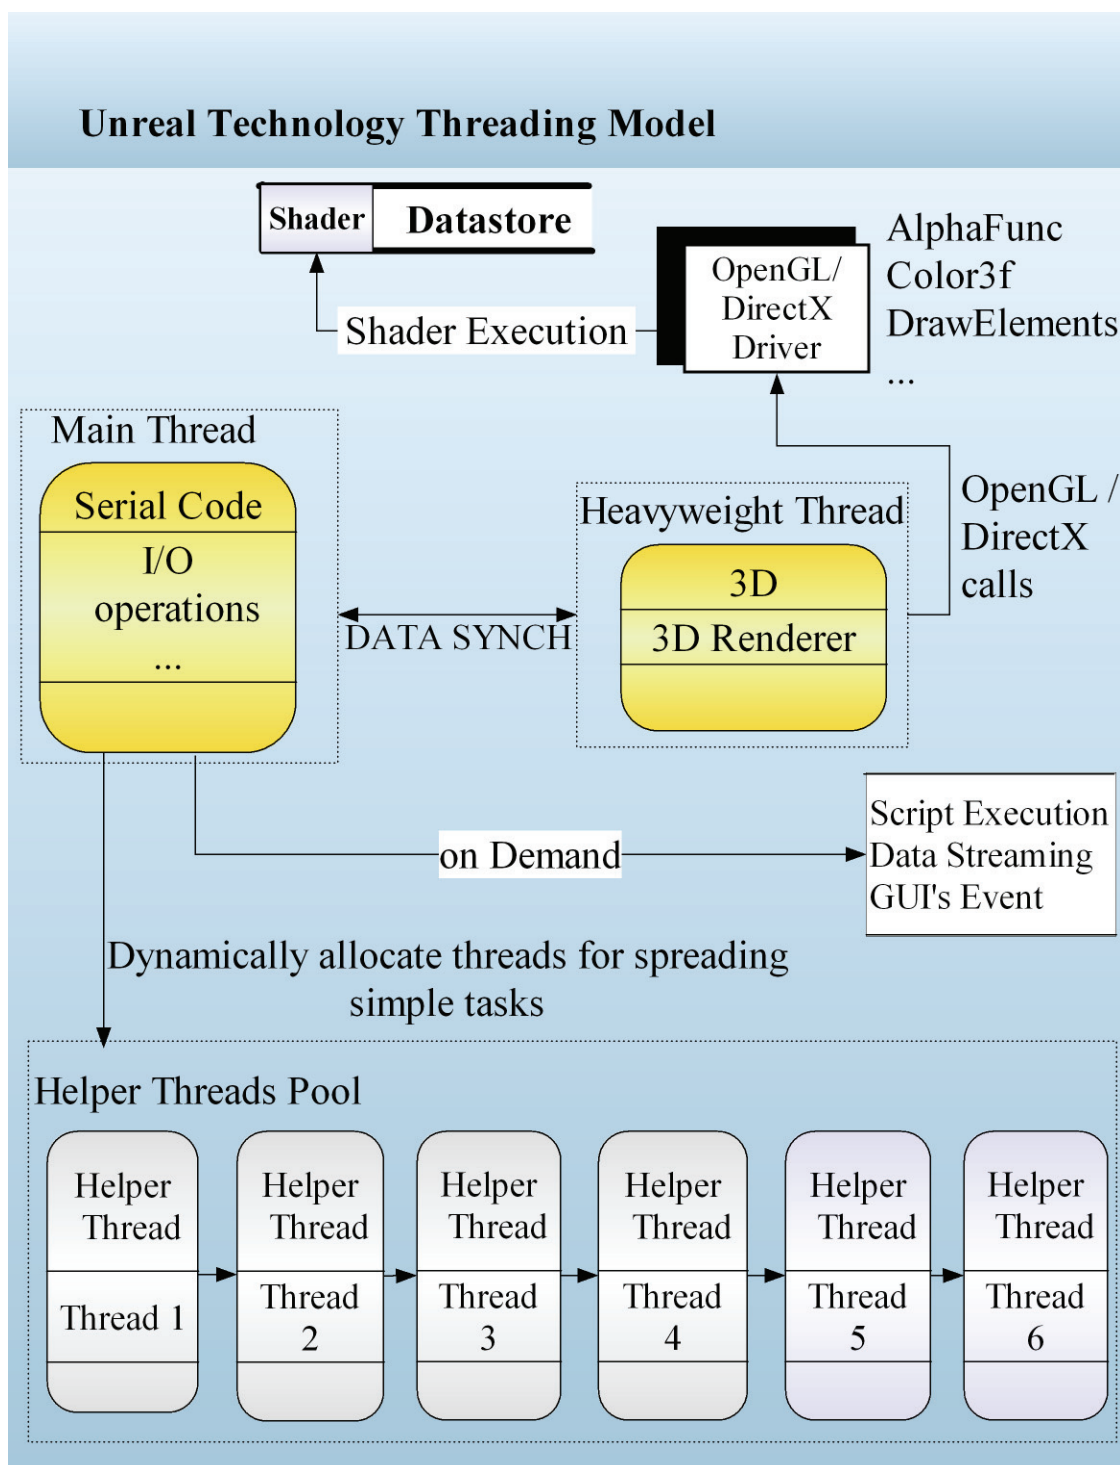 Unreal Technology Threading Model
Shader
Datastore
AlphaFunc
Color3f
DrawElements
...
OpenGL/
DirectX
Driver
Shader Execution
Main Thread
Serial Code
I/O
operations
...
Heavyweight Thread
3D
3D Renderer
OpenGL /
DirectX
calls
DATA SYNCH
on Demand
Script Execution
Data Streaming
GUI's Event
Dynamically allocate threads for spreading
simple tasks
Helper Threads Pool
Helper
Thread
Thread 1
Helper
Thread
Thread
2
Helper
Thread
Thread
3
Helper
Thread
Thread
4
Helper
Thread
Thread
5
Helper
Thread
Thread
6